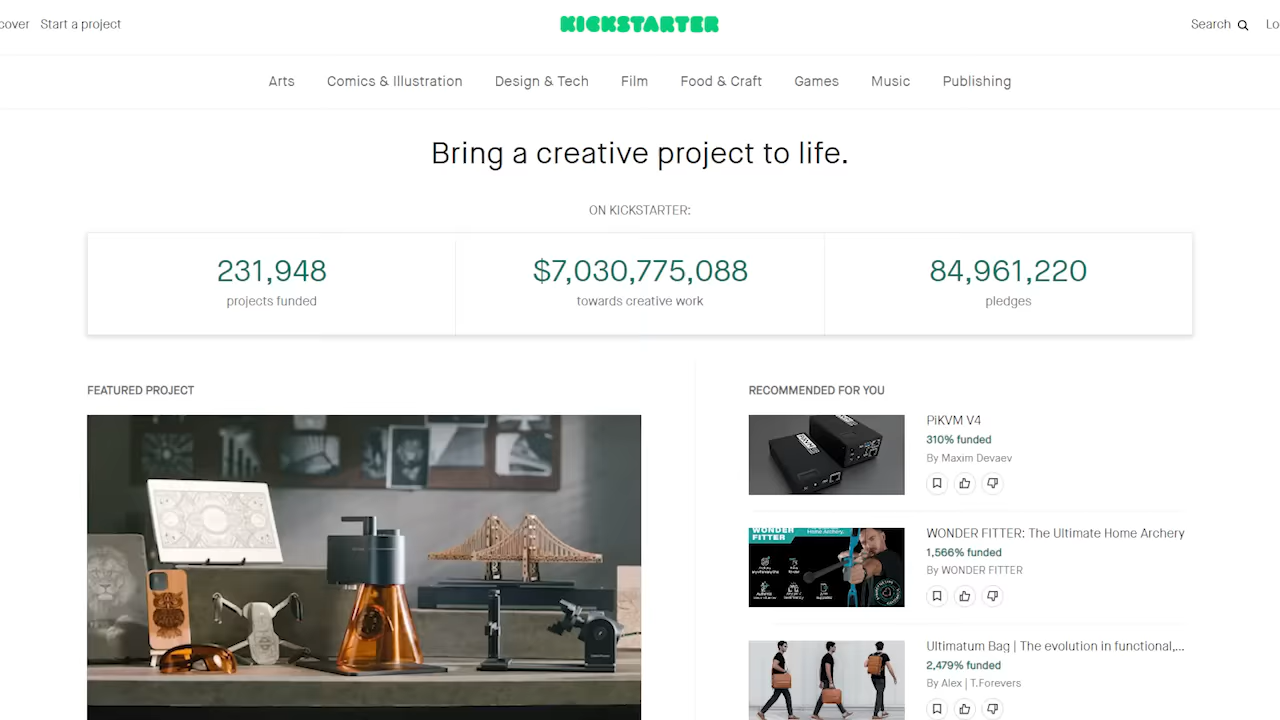 cover Start a project
KICKSTARTER
Search
Lo
Arts Comics & Illustration Design & Tech Film Food & Craft Games Music Publishing
Bring a creative project to life.
ON KICKSTARTER:
231,948
projects funded
$7,030,775,088
towards creative work
84,961,220
pledges
FEATURED PROJECT
RECOMMENDED FOR YOU
PiKVM V4
310% funded
By Maxim Devaev
WONDER FITTER
WONDER FITTER: The Ultimate Home Archery
1,566% funded
By WONDER FITTER
Ultimatum Bag | The evolution in functional,...
2,479% funded
By Alex | T.Forevers